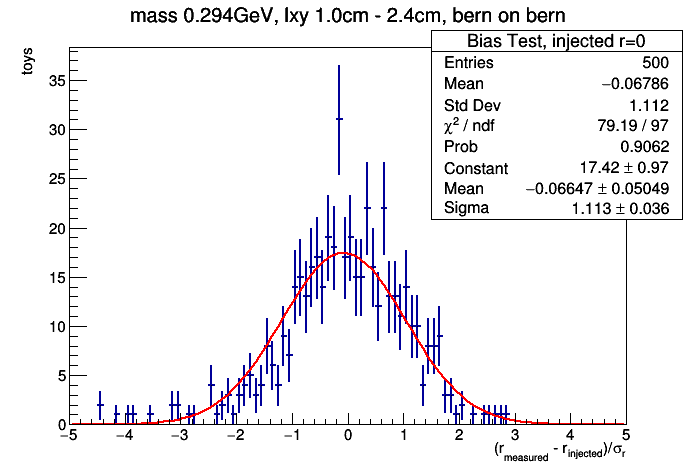 mass 0.294GeV, lxy 1.0cm - 2.4cm, bern on bern
toys
Bias Test, injected r=0
Entries 500
Mean −0.06786
Std Dev 1.112
χ² / ndf 79.19 / 97
Prob 0.9062
Constant 17.42 ± 0.97
Mean −0.06647 ± 0.05049
Sigma 1.113 ± 0.036
35
30
25
20
15
10
5
0
−5 −4 −3 −2 −1 0 1 2 3 4 5
(r_measured - r_injected)/σ_r